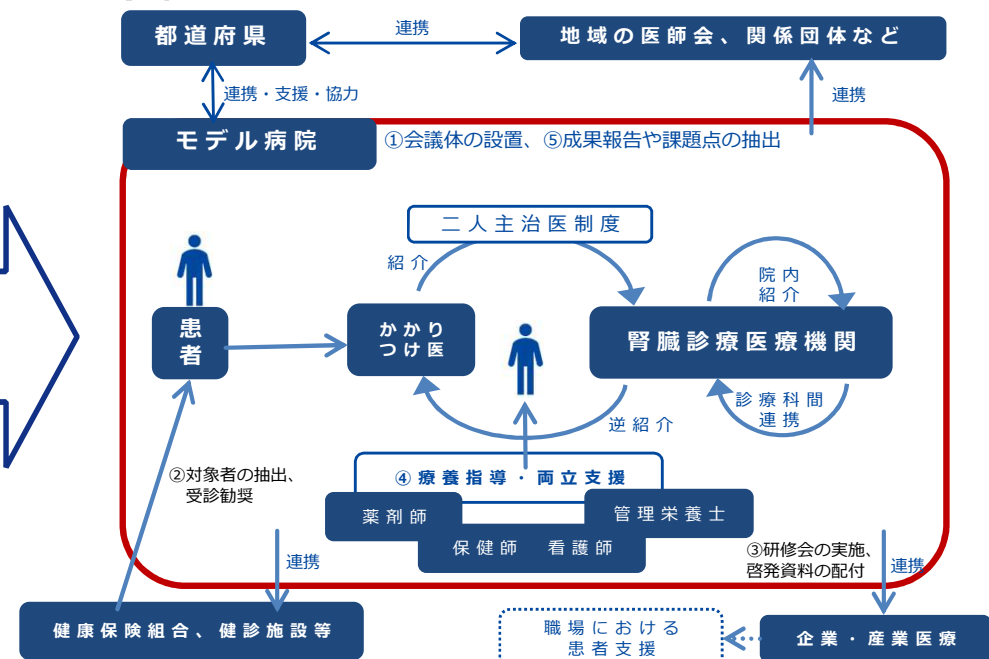 都道府県
連携
地域の医師会、関係団体など
連携・支援・協力
連携
モデル病院
①会議体の設置、⑤成果報告や課題点の抽出
二人主治医制度
紹介
院内
紹介
患
者
かかり
つけ医
腎臓診療医療機関
逆紹介
診療科間
連携
②対象者の抽出、
受診勧奨
④療養指導・両立支援
薬剤師
管理栄養士
保健師 看護師
③研修会の実施、
啓発資料の配付
連携
連携
健康保険組合、健診施設等
職場における
患者支援
企業・産業医療